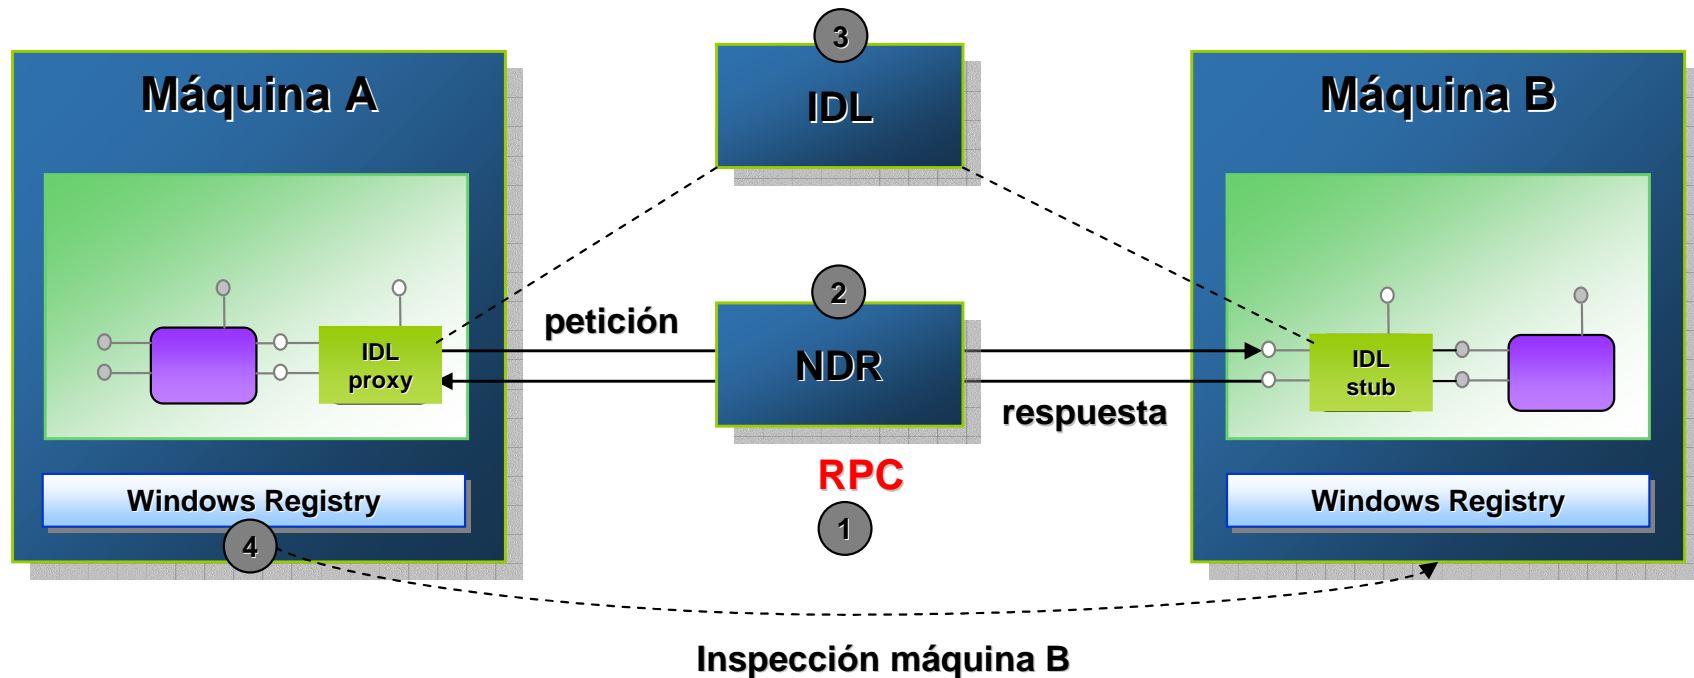 3
Máquina A
IDL
Máquina B
2
petición
IDL
proxy
NDR
IDL
stub
respuesta
RPC
Windows Registry
Windows Registry
1
4
Inspección máquina B